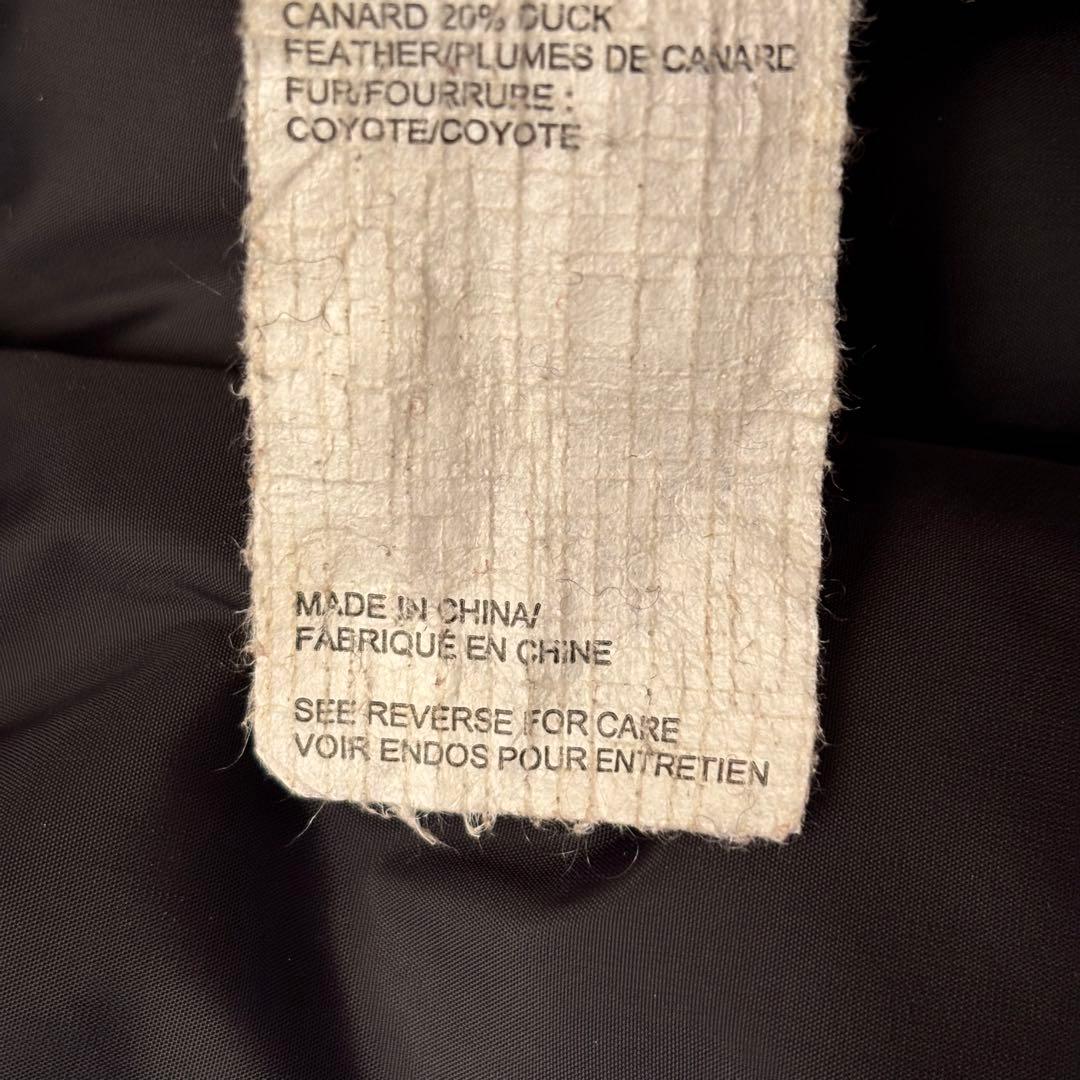 CANARD 20% DUCK
FEATHER/PLUMES DE CANARD
FUR/FOURRURE :
COYOTE/COYOTE
MADE IN CHINA/
FABRIQUÉ EN CHINE
SEE REVERSE FOR CARE
VOIR ENDOS POUR ENTRETIEN